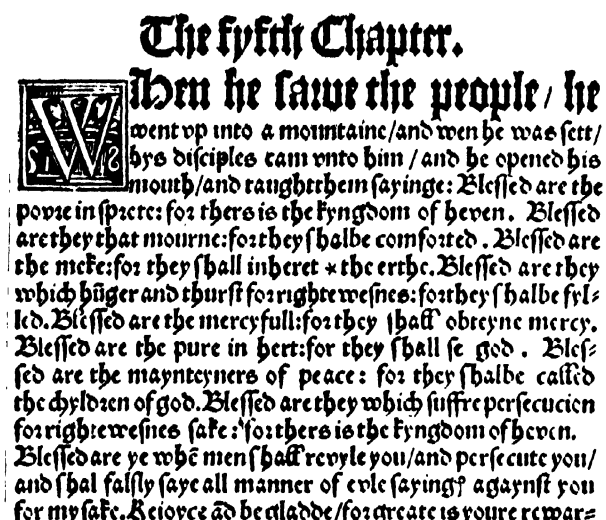 The fyfth Chapter.
When he sawe the people / he
went vp into a mountaine/and wen he was sett/
hys disciples cam vnto him / and he opened his
mouth/and taughtthem sayinge: Blessed are the
povre in sprete: for thers is the kyngdom of heven. Blessed
are they that mourne: for they shalbe comforted. Blessed are
the meke: for they shall inheret * the erthe. Blessed are they
which hũger and thurst for rightewesnes: for they shalbe fyl-
led. Blessed are the mercyfull: for they shall obteyne mercy.
Blessed are the pure in hert: for they shall se god. Bles-
sed are the maynteyners of peace: for they shalbe called
the chyldren of god. Blessed are they which suffre persecucion
for rightewesnes sake: for thers is the kyngdom of heven.
Blessed are ye whẽ men shall revyle you/and persecute you/
and shal falsly saye all manner of evle sayingꝭ agaynst you
for my sake. Reioyce ãd be gladde/for greate is youre rewar-